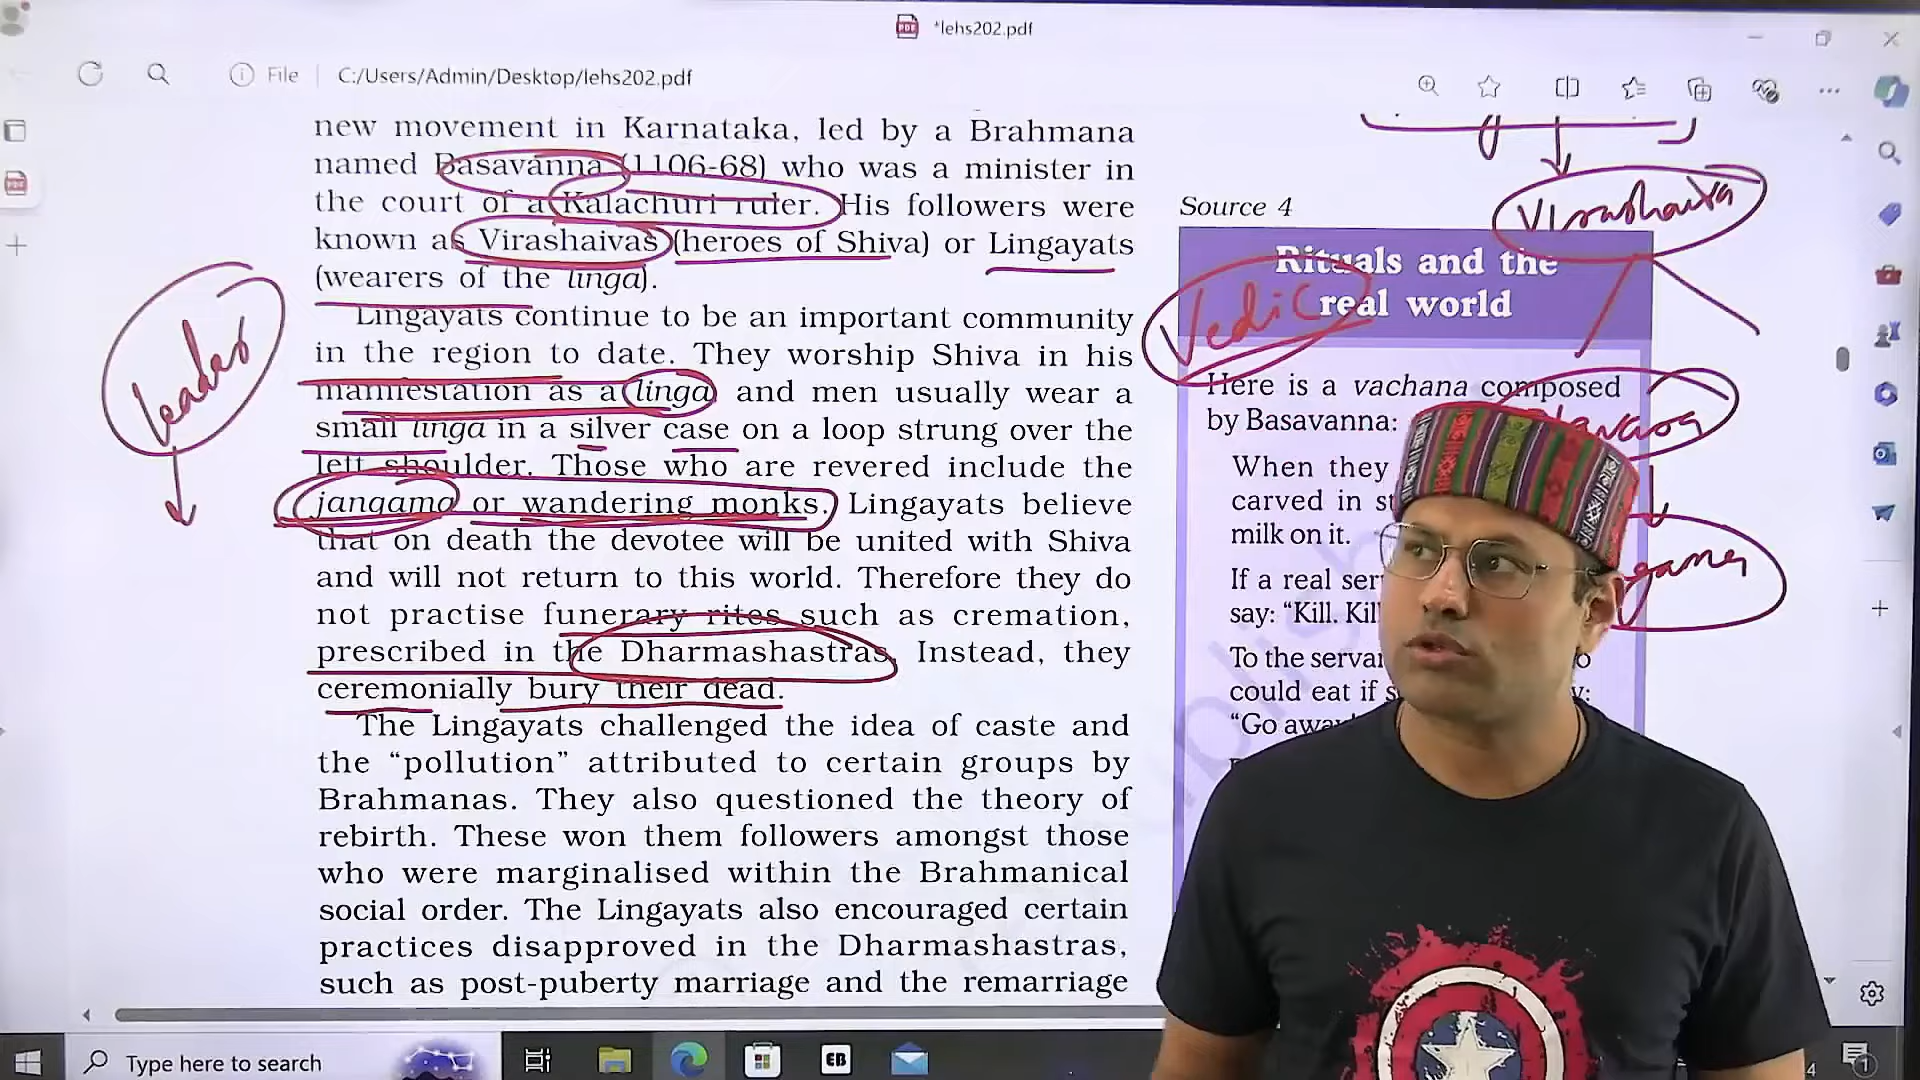 *lehs202.pdf
File
C:/Users/Admin/Desktop/lehs202.pdf
new movement in Karnataka, led by a Brahmana
named Basavanna (1106-68) who was a minister in
the court of a Kalachuri ruler. His followers were
known as Virashaivas (heroes of Shiva) or Lingayats
(wearers of the linga).
Lingayats continue to be an important community
in the region to date. They worship Shiva in his
manifestation as a linga, and men usually wear a
small linga in a silver case on a loop strung over the
left shoulder. Those who are revered include the
jangama or wandering monks. Lingayats believe
that on death the devotee will be united with Shiva
and will not return to this world. Therefore they do
not practise funerary rites such as cremation,
prescribed in the Dharmashastras. Instead, they
ceremonially bury their dead.
The Lingayats challenged the idea of caste and
the “pollution” attributed to certain groups by
Brahmanas. They also questioned the theory of
rebirth. These won them followers amongst those
who were marginalised within the Brahmanical
social order. The Lingayats also encouraged certain
practices disapproved in the Dharmashastras,
such as post-puberty marriage and the remarriage
Leader
Source 4
Virashaiva
Rituals and the
real world
Vedic
Here is a vachana composed
by Basavanna:
When they
carved in
milk on it.
If a real
say: “Kill.
To the
could eat if
“Go away
Type here to search
EB